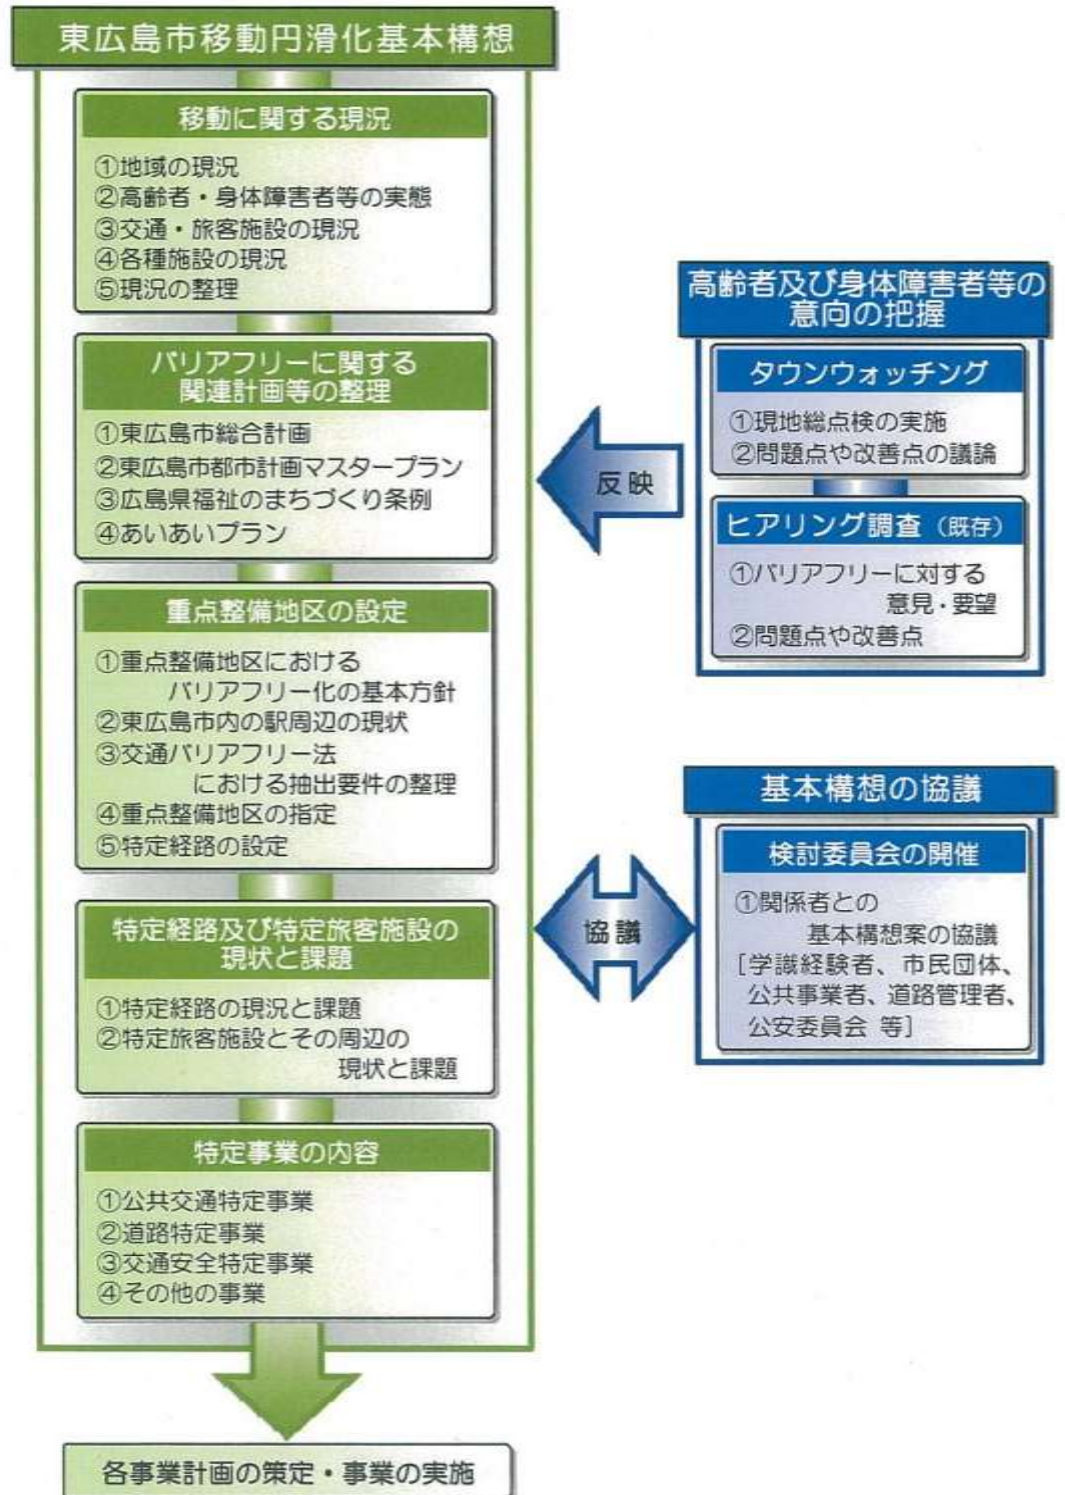 東広島市移動円滑化基本構想
移動に関する現況
①地域の現況
②高齢者・身体障害者等の実態
③交通・旅客施設の現況
④各種施設の現況
⑤現況の整理
バリアフリーに関する
関連計画等の整理
①東広島市総合計画
②東広島市都市計画マスタープラン
③広島県福祉のまちづくり条例
④あいあいプラン
重点整備地区の設定
①重点整備地区における
バリアフリー化の基本方針
②東広島市内の駅周辺の現状
③交通バリアフリー法
における抽出要件の整理
④重点整備地区の指定
⑤特定経路の設定
特定経路及び特定旅客施設の
現状と課題
①特定経路の現況と課題
②特定旅客施設とその周辺の
現状と課題
特定事業の内容
①公共交通特定事業
②道路特定事業
③交通安全特定事業
④その他の事業
各事業計画の策定・事業の実施
高齢者及び身体障害者等の
意向の把握
タウンウォッチング
①現地総点検の実施
②問題点や改善点の議論
ヒアリング調査（既存）
①バリアフリーに対する
意見・要望
②問題点や改善点
反映
基本構想の協議
検討委員会の開催
①関係者との
基本構想案の協議
[学識経験者、市民団体、
公共事業者、道路管理者、
公安委員会 等]
協議